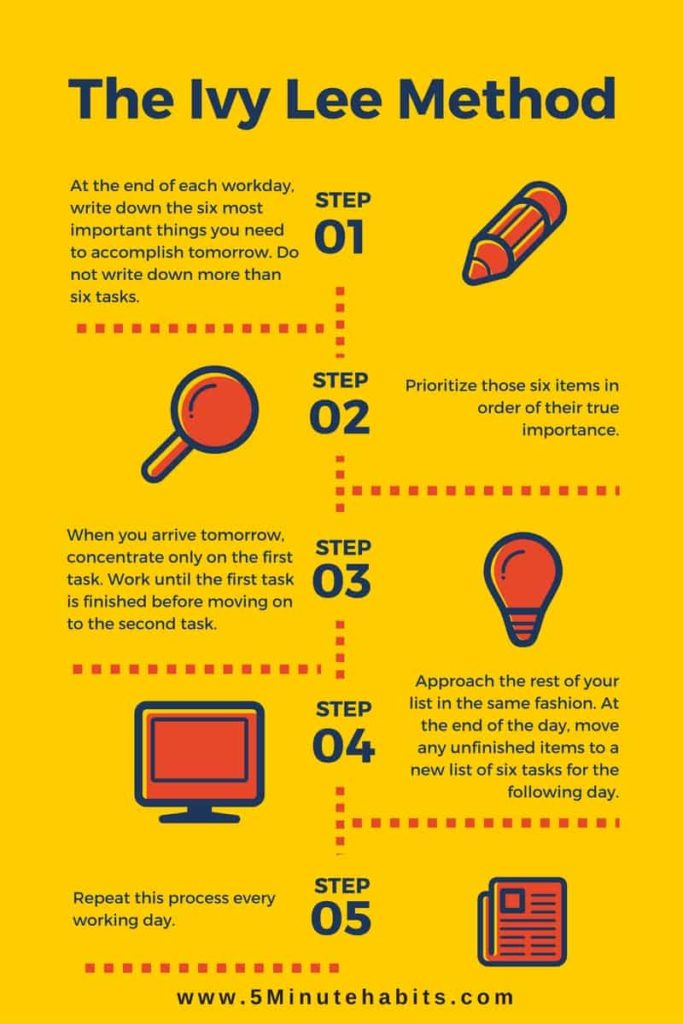 The Ivy Lee Method
At the end of each workday,
write down the six most
important things you need
to accomplish tomorrow. Do
not write down more than
six tasks.
STEP
01
STEP
02
Prioritize those six items in
order of their true
importance.
When you arrive tomorrow,
concentrate only on the first
task. Work until the first task
is finished before moving on
to the second task.
STEP
03
STEP
04
Approach the rest of your
list in the same fashion. At
the end of the day, move
any unfinished items to a
new list of six tasks for the
following day.
Repeat this process every
working day.
STEP
05
www.5Minutehabits.com